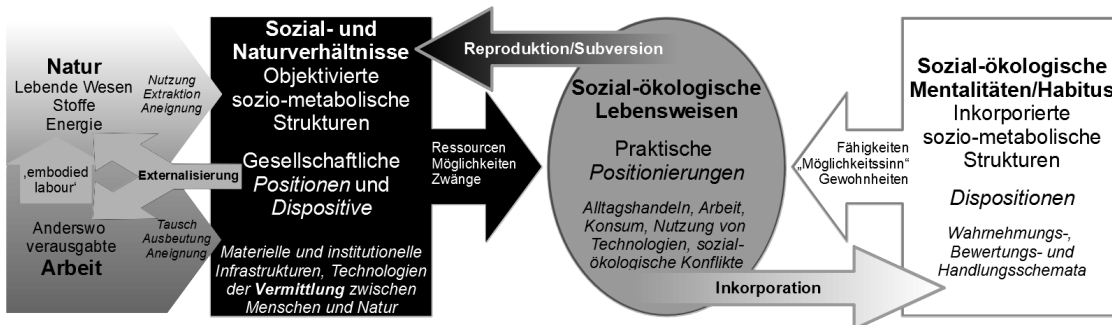 Natur
Lebende Wesen
Stoffe
Energie
Nutzung
Extraktion
Aneignung
‚embodied
labour‘
Externalisierung
Anderswo
verausgabte
Arbeit
Tausch
Ausbeutung
Aneignung
Sozial- und
Naturverhältnisse
Objektivierte
sozio-metabolische
Strukturen
Gesellschaftliche
Positionen und
Dispositive
Materielle und institutionelle
Infrastrukturen, Technologien
der Vermittlung zwischen
Menschen und Natur
Reproduktion/Subversion
Ressourcen
Möglichkeiten
Zwänge
Sozial-ökologische
Lebensweisen
Praktische
Positionierungen
Alltagshandeln, Arbeit,
Konsum, Nutzung von
Technologien, sozial-
ökologische Konflikte
Inkorporation
Fähigkeiten
„Möglichkeitssinn“
Gewohnheiten
Sozial-ökologische
Mentalitäten/Habitus
Inkorporierte
sozio-metabolische
Strukturen
Dispositionen
Wahrnehmungs-,
Bewertungs- und
Handlungsschemata